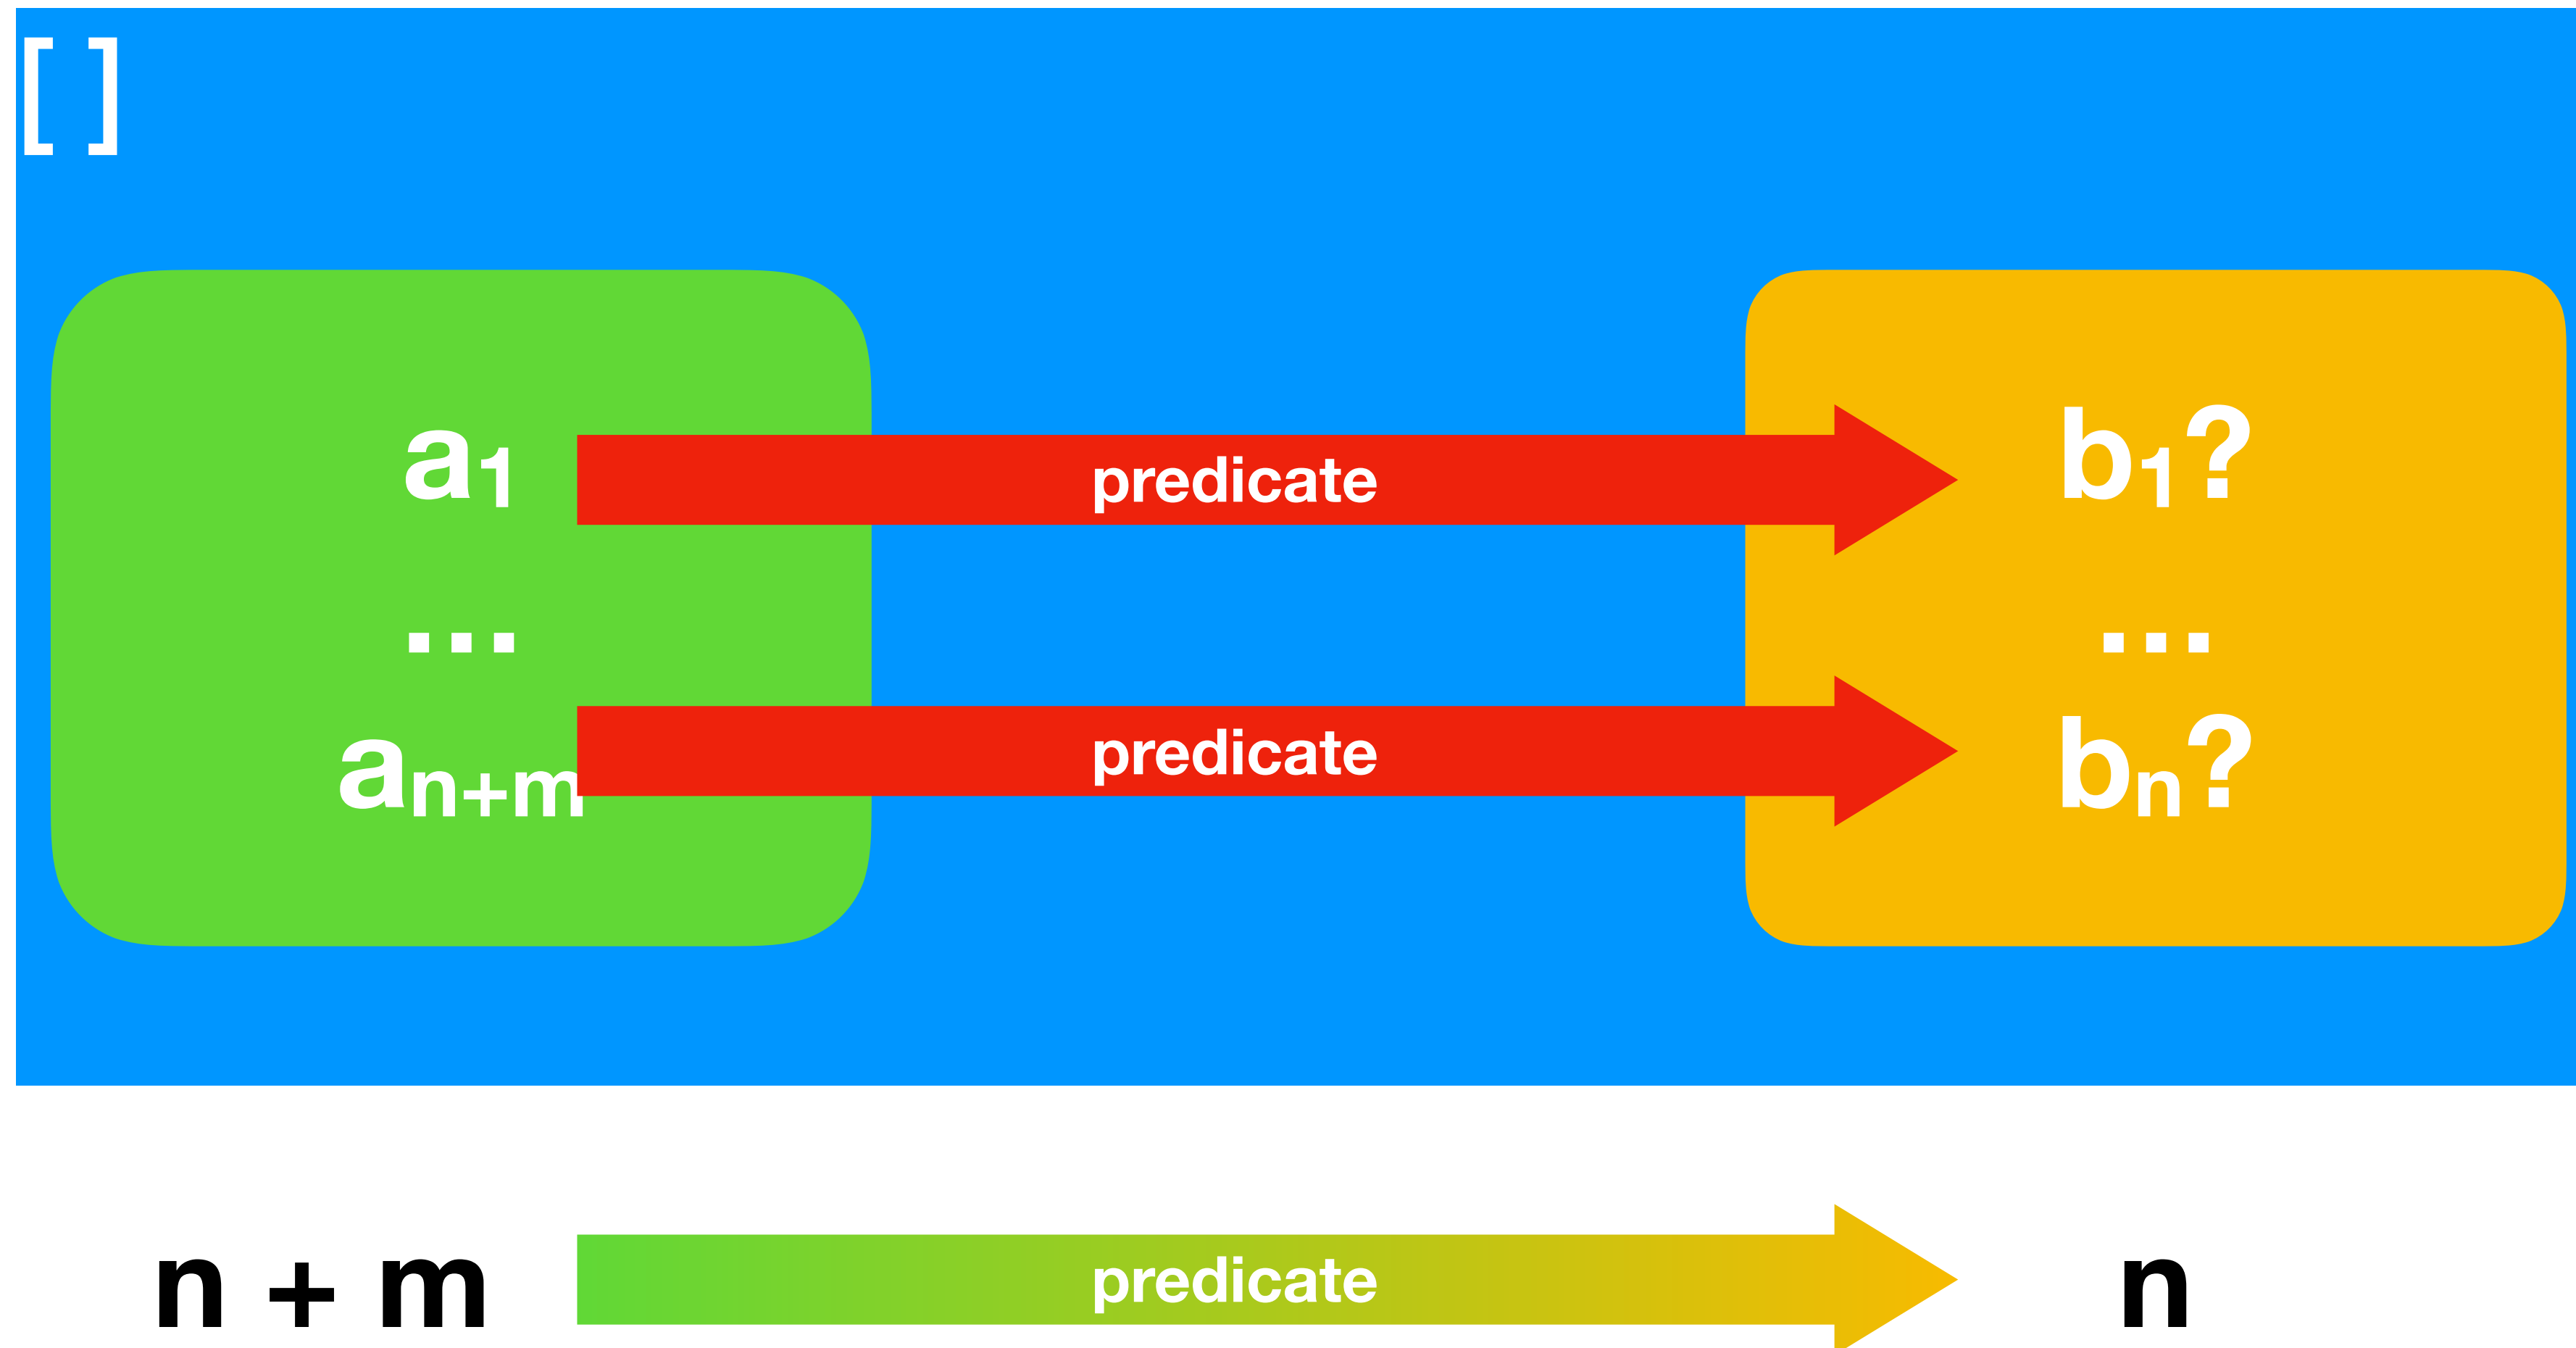 [ ]
a₁ predicate b₁?
... ...
aₙ₊ₘ predicate bₙ?
n + m predicate n